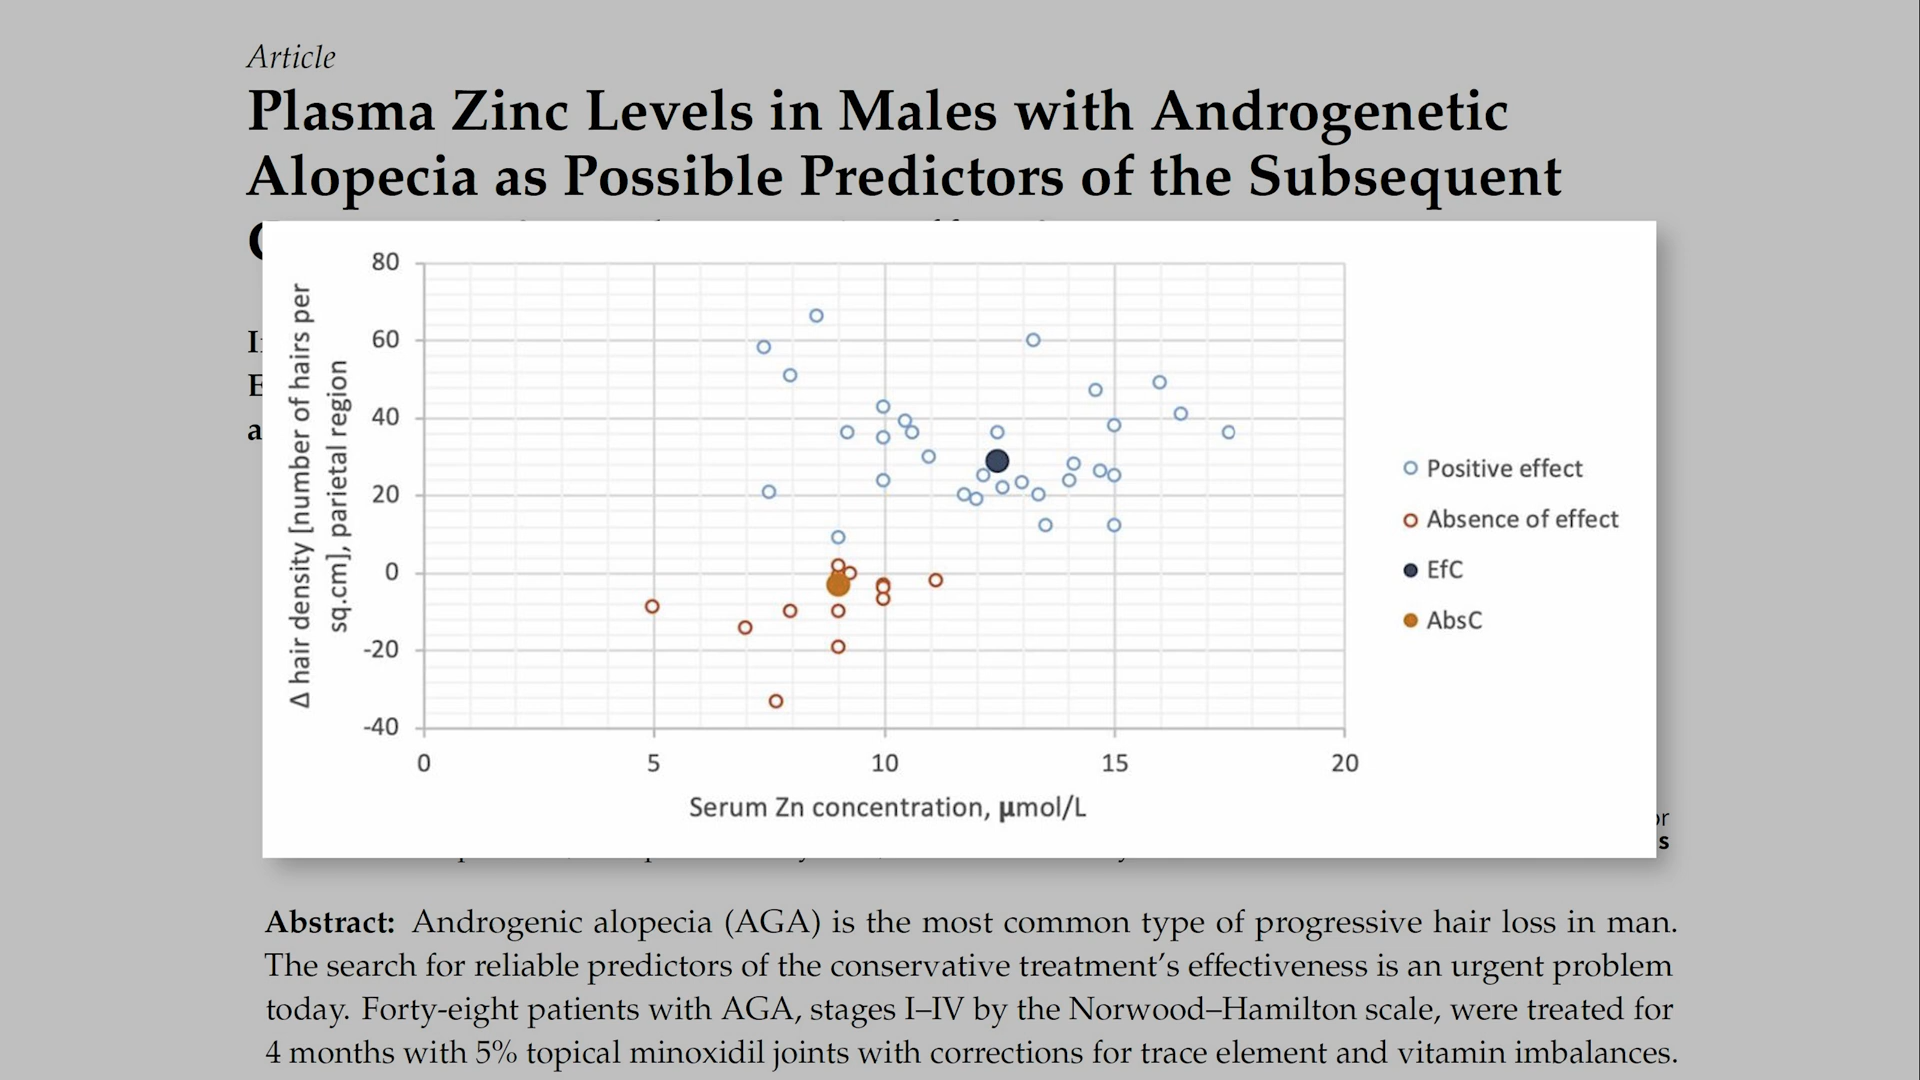 Article
Plasma Zinc Levels in Males with Androgenetic
Alopecia as Possible Predictors of the Subsequent
Δ hair density [number of hairs per
sq.cm], parietal region
80
60
40
20
0
-20
-40
0
5
10
15
20
Serum Zn concentration, μmol/L
Positive effect
Absence of effect
EfC
AbsC
Abstract: Androgenic alopecia (AGA) is the most common type of progressive hair loss in man.
The search for reliable predictors of the conservative treatment's effectiveness is an urgent problem
today. Forty-eight patients with AGA, stages I–IV by the Norwood–Hamilton scale, were treated for
4 months with 5% topical minoxidil joints with corrections for trace element and vitamin imbalances.